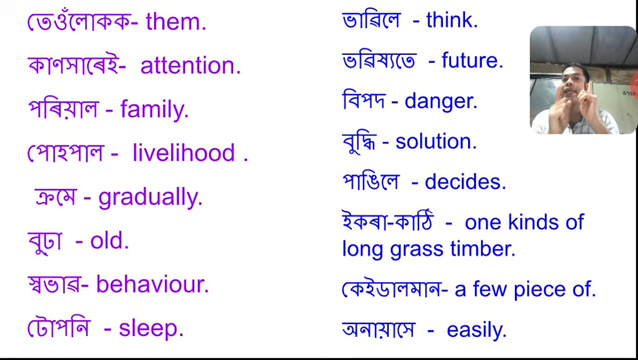 তেওঁলোকক- them.
কাণসাৰেই- attention.
পৰিয়াল - family.
পোহপাল - livelihood .
ক্ৰমে - gradually.
বুঢা - old.
স্বভাৱ- behaviour.
টোপনি - sleep.
ভাৱিলে - think.
ভৱিষ্যতে - future.
বিপদ - danger.
বুদ্ধি - solution.
পাঙিলে - decides.
ইকৰা-কাঠি - one kinds of
long grass timber.
কেইডালমান- a few piece of.
অনায়াসে - easily.